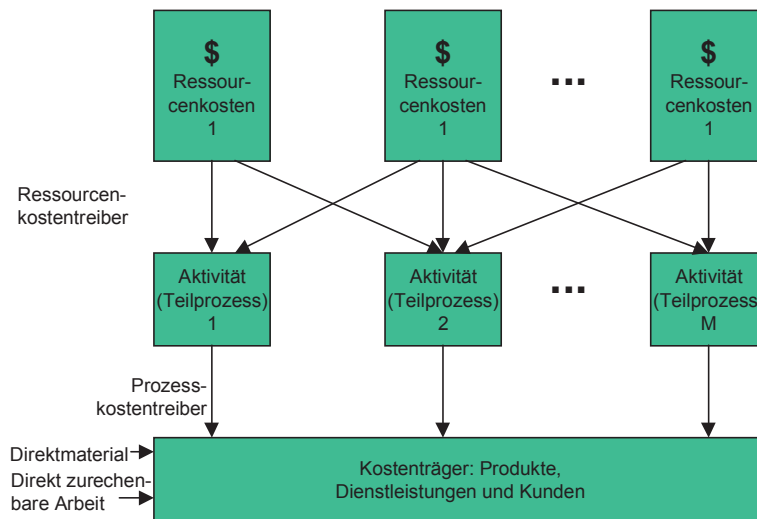 $
Ressour-
cenkosten
1
$
Ressour-
cenkosten
1
...
$
Ressour-
cenkosten
1
Ressourcen-
kostentreiber
Aktivität
(Teilprozess)
1
Aktivität
(Teilprozess)
2
...
Aktivität
(Teilprozess)
M
Prozess-
kostentreiber
Direktmaterial
Direkt zurechen-
bare Arbeit
Kostenträger: Produkte,
Dienstleistungen und Kunden